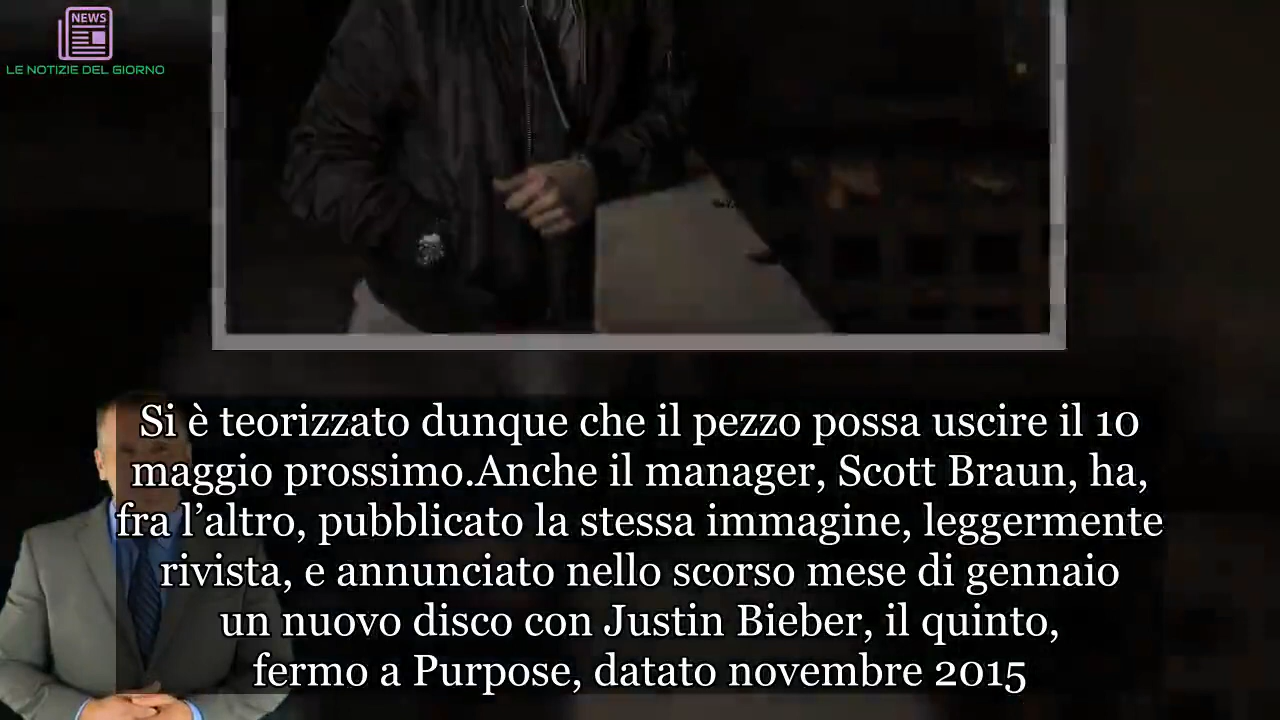 NEWS
LE NOTIZIE DEL GIORNO
Si è teorizzato dunque che il pezzo possa uscire il 10
maggio prossimo.Anche il manager, Scott Braun, ha,
fra l’altro, pubblicato la stessa immagine, leggermente
rivista, e annunciato nello scorso mese di gennaio
un nuovo disco con Justin Bieber, il quinto,
fermo a Purpose, datato novembre 2015